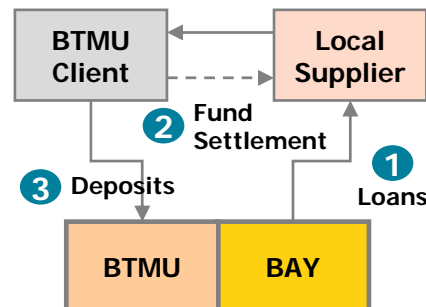 BTMU
Client
Local
Supplier
2 Fund
Settlement
1
Loans
3 Deposits
BTMU
BAY